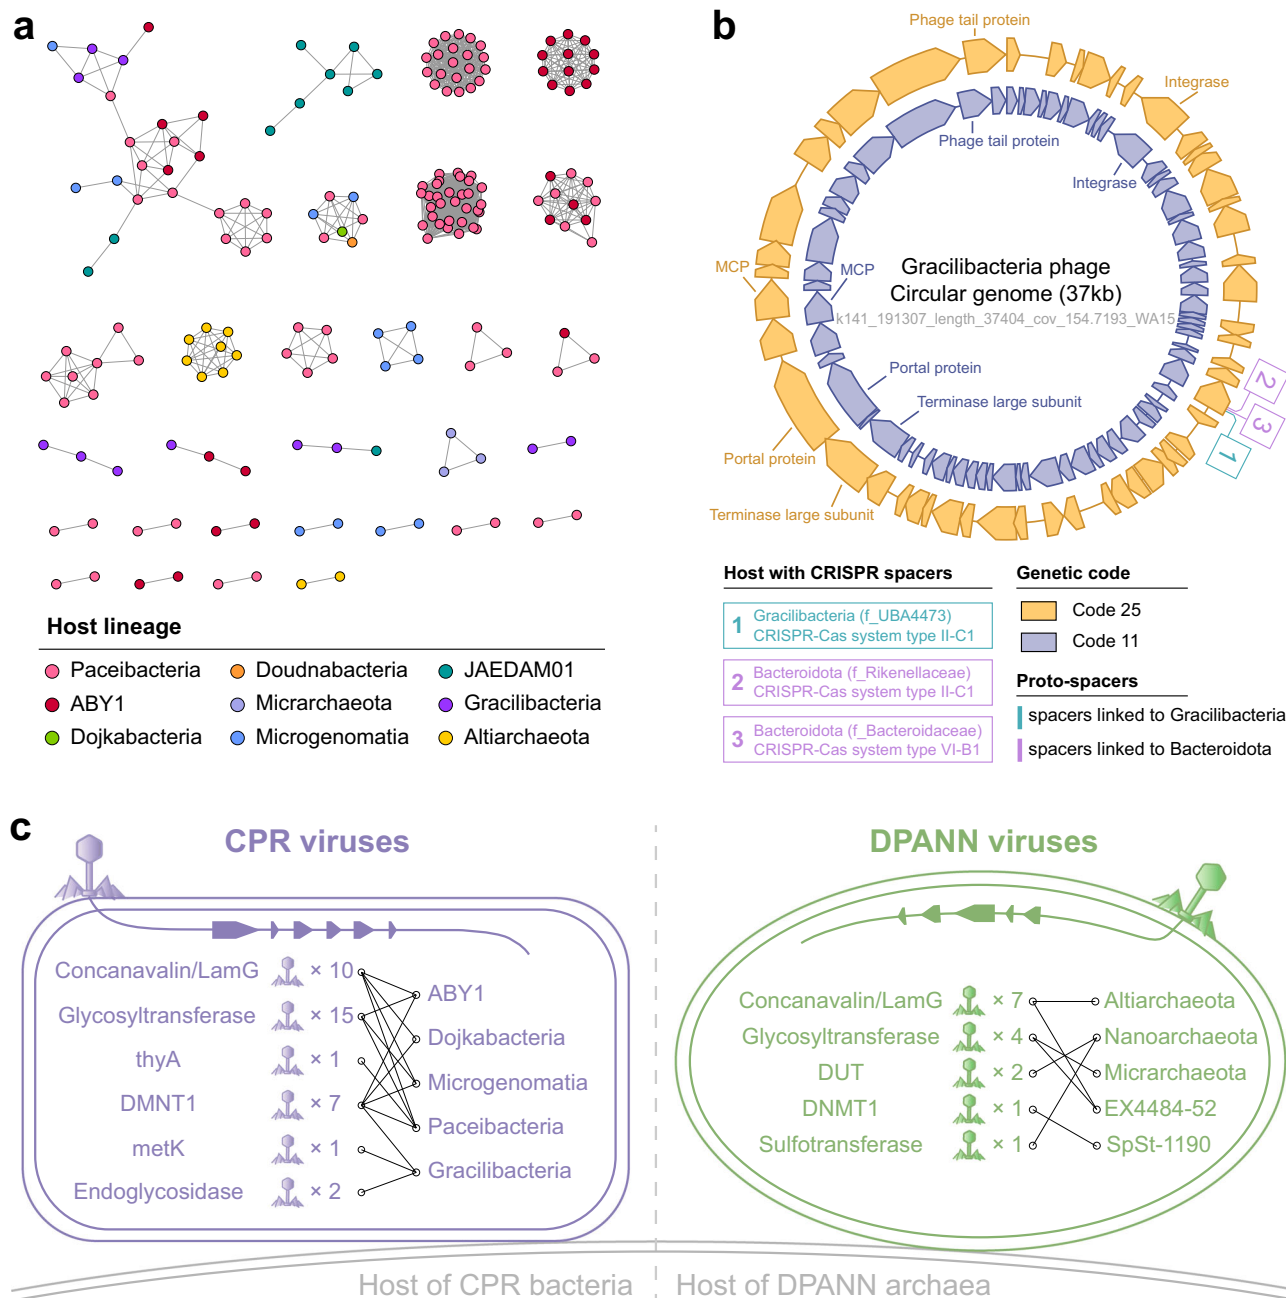 a
Host lineage
Paceibacteria
Doudnabacteria
JAEDAM01
ABY1
Micrarchaeota
Gracilibacteria
Dojkabacteria
Microgenomatia
Altiarchaeota
b
Phage tail protein
Integrase
Phage tail protein
Integrase
MCP
MCP
Gracilibacteria phage
Circular genome (37kb)
k141_191307_length_37404_cov_154.7193_WA15
Portal protein
Terminase large subunit
Portal protein
Terminase large subunit
2
3
1
Host with CRISPR spacers
1
Gracilibacteria (f_UBA4473)
CRISPR-Cas system type II-C1
2
Bacteroidota (f_Rikenellaceae)
CRISPR-Cas system type II-C1
3
Bacteroidota (f_Bacteroidaceae)
CRISPR-Cas system type VI-B1
Genetic code
Code 25
Code 11
Proto-spacers
spacers linked to Gracilibacteria
spacers linked to Bacteroidota
c
CPR viruses
Concanavalin/LamG × 10
Glycosyltransferase × 15
thyA × 1
DMNT1 × 7
metK × 1
Endoglycosidase × 2
ABY1
Dojkabacteria
Microgenomatia
Paceibacteria
Gracilibacteria
Host of CPR bacteria
DPANN viruses
Concanavalin/LamG × 7
Glycosyltransferase × 4
DUT × 2
DNMT1 × 1
Sulfotransferase × 1
Altiarchaeota
Nanoarchaeota
Micrarchaeota
EX4484-52
SpSt-1190
Host of DPANN archaea